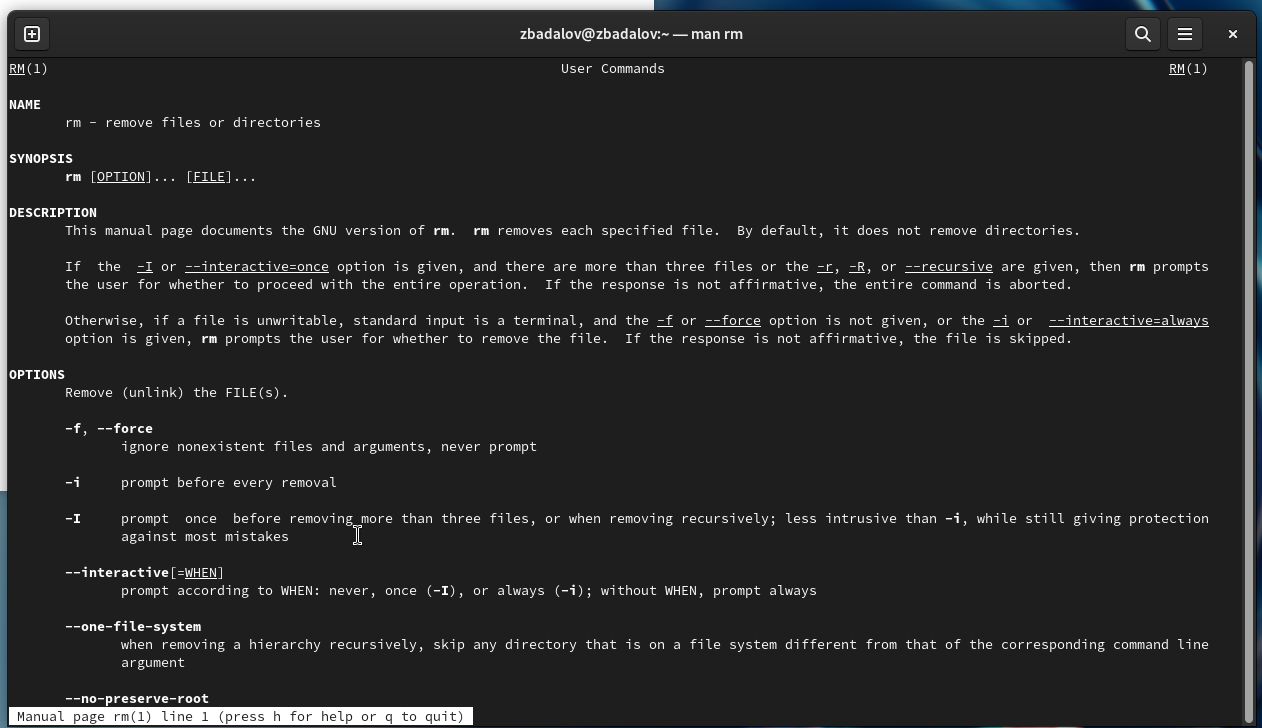 zbadalov@zbadalov:~ — man rm
RM(1) User Commands RM(1)
NAME
rm - remove files or directories
SYNOPSIS
rm [OPTION]... [FILE]...
DESCRIPTION
This manual page documents the GNU version of rm. rm removes each specified file. By default, it does not remove directories.
If the -I or --interactive=once option is given, and there are more than three files or the -r, -R, or --recursive are given, then rm prompts
the user for whether to proceed with the entire operation. If the response is not affirmative, the entire command is aborted.
Otherwise, if a file is unwritable, standard input is a terminal, and the -f or --force option is not given, or the -i or --interactive=always
option is given, rm prompts the user for whether to remove the file. If the response is not affirmative, the file is skipped.
OPTIONS
Remove (unlink) the FILE(s).
-f, --force
ignore nonexistent files and arguments, never prompt
-i prompt before every removal
-I prompt once before removing more than three files, or when removing recursively; less intrusive than -i, while still giving protection
against most mistakes
--interactive[=WHEN]
prompt according to WHEN: never, once (-I), or always (-i); without WHEN, prompt always
--one-file-system
when removing a hierarchy recursively, skip any directory that is on a file system different from that of the corresponding command line
argument
--no-preserve-root
Manual page rm(1) line 1 (press h for help or q to quit)